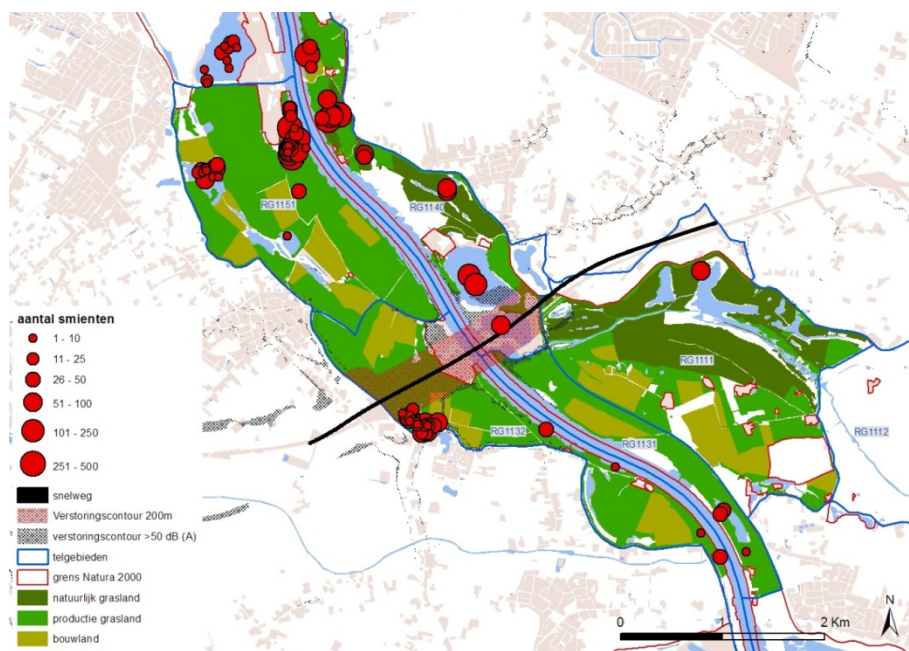 RG1151
RG1140
RG1111
RG1132
RG1131
RG1112
aantal smienten
1 - 10
11 - 25
26 - 50
51 - 100
101 - 250
251 - 500
snelweg
Verstoringscontour 200m
verstoringscontour >50 dB (A)
telgebieden
grens Natura 2000
natuurlijk grasland
productie grasland
bouwland
N
0 1 2 Km